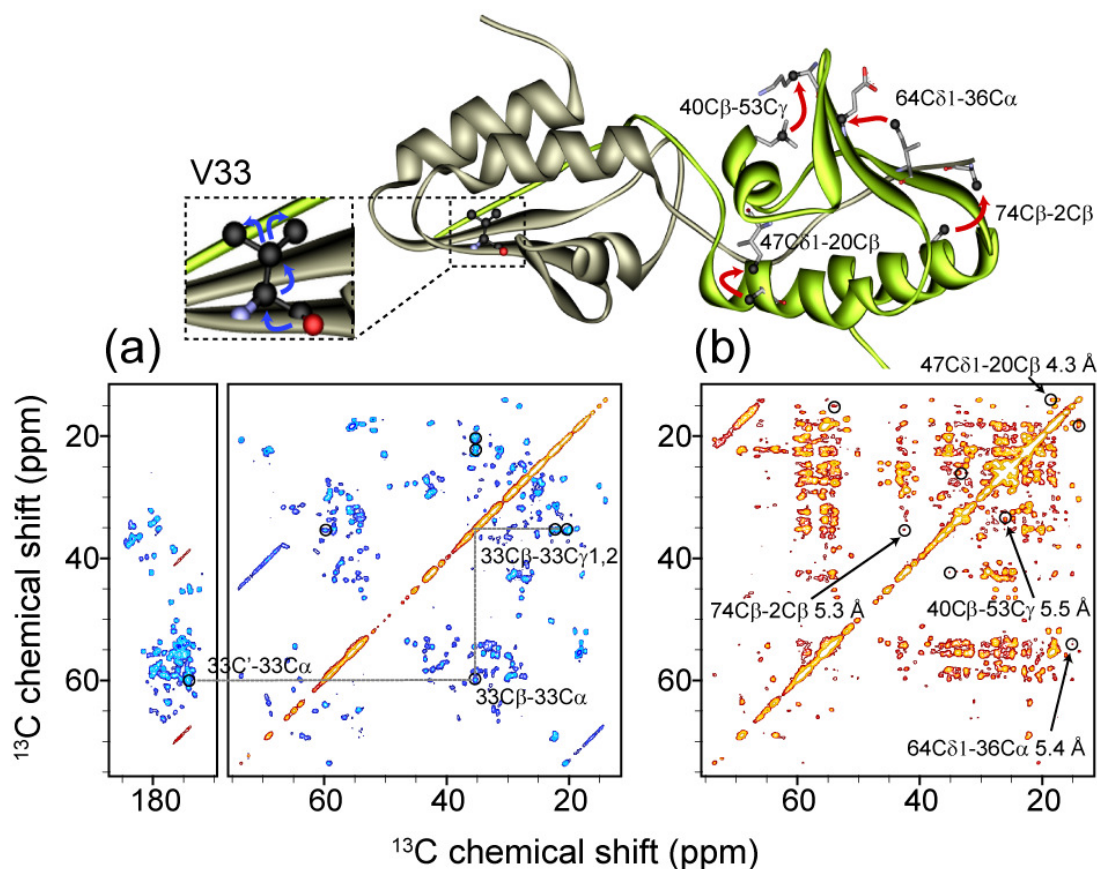 40Cβ-53Cγ
64Cδ1-36Cα
V33
74Cβ-2Cβ
47Cδ1-20Cβ
(a)
(b)
47Cδ1-20Cβ 4.3 Å
20
40
60
20
40
60
33Cβ-33Cγ1,2
33C'-33Cα
33Cβ-33Cα
74Cβ-2Cβ 5.3 Å
40Cβ-53Cγ 5.5 Å
64Cδ1-36Cα 5.4 Å
180
60
40
20
60
40
20
¹³C chemical shift (ppm)
¹³C chemical shift (ppm)